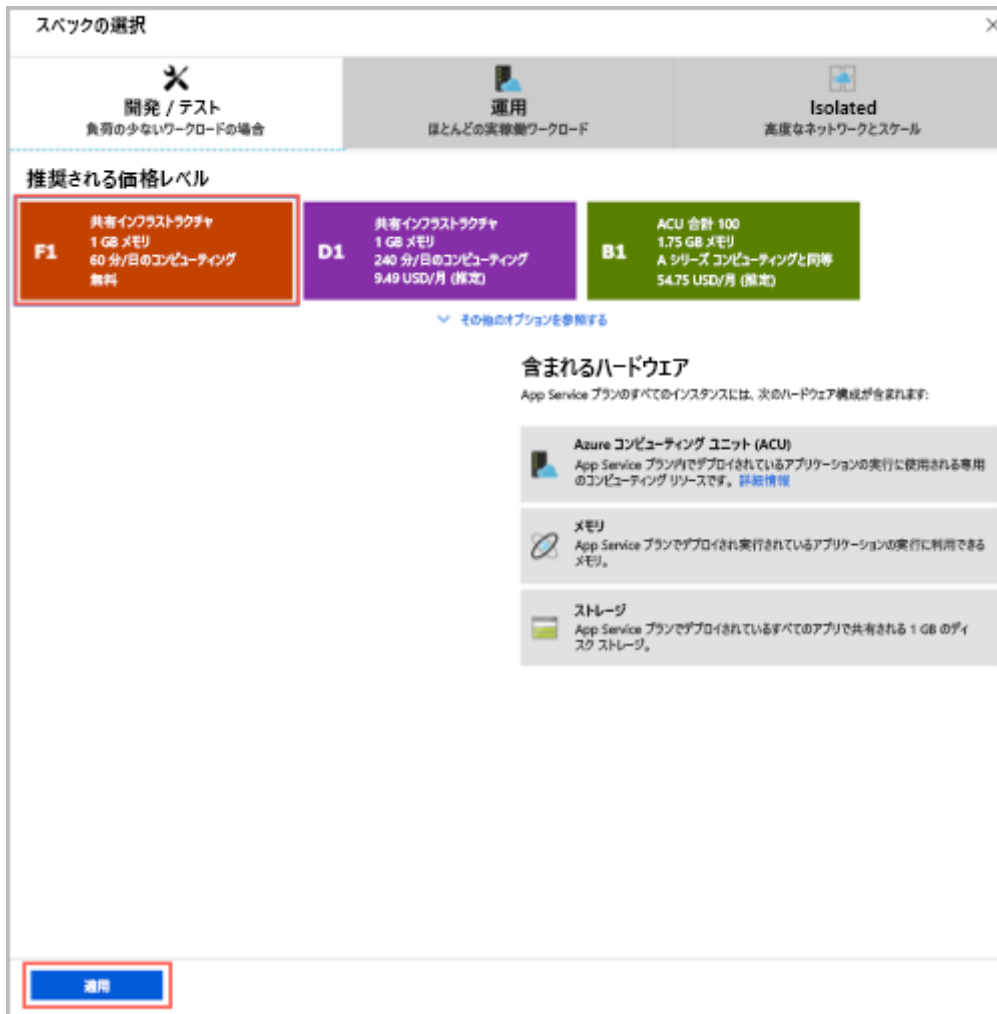 スペックの選択
開発 / テスト
負荷の少ないワークロードの場合
運用
ほとんどの実稼働ワークロード
Isolated
高度なネットワークとスケール
推奨される価格レベル
F1
共有インフラストラクチャ
1 GB メモリ
60 分/日のコンピューティング
無料
D1
共有インフラストラクチャ
1 GB メモリ
240 分/日のコンピューティング
9.49 USD/月 (推定)
B1
ACU 合計 100
1.75 GB メモリ
A シリーズ コンピューティングと同等
54.75 USD/月 (推定)
その他のオプションを参照する
含まれるハードウェア
App Service プランのすべてのインスタンスには、次のハードウェア構成が含まれます:
Azure コンピューティング ユニット (ACU)
App Service プラン内でデプロイされているアプリケーションの実行に使用される専用
のコンピューティング リソースです。詳細情報
メモリ
App Service プランでデプロイされ実行されているアプリケーションの実行に利用できる
メモリ。
ストレージ
App Service プランでデプロイされているすべてのアプリで共有される 1 GB のディ
スク ストレージ。
適用